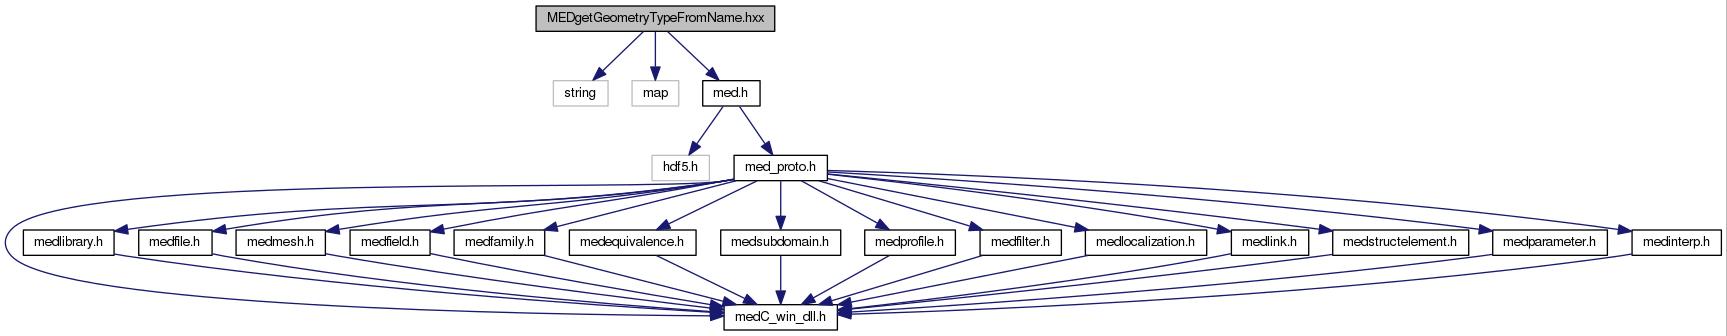 MEDgetGeometryTypeFromName.hxx
string
map
med.h
hdf5.h
med_proto.h
medlibrary.h
medfile.h
medmesh.h
medfield.h
medfamily.h
medequivalence.h
medsubdomain.h
medprofile.h
medfilter.h
medlocalization.h
medlink.h
medstructelement.h
medparameter.h
medinterp.h
medC_win_dll.h